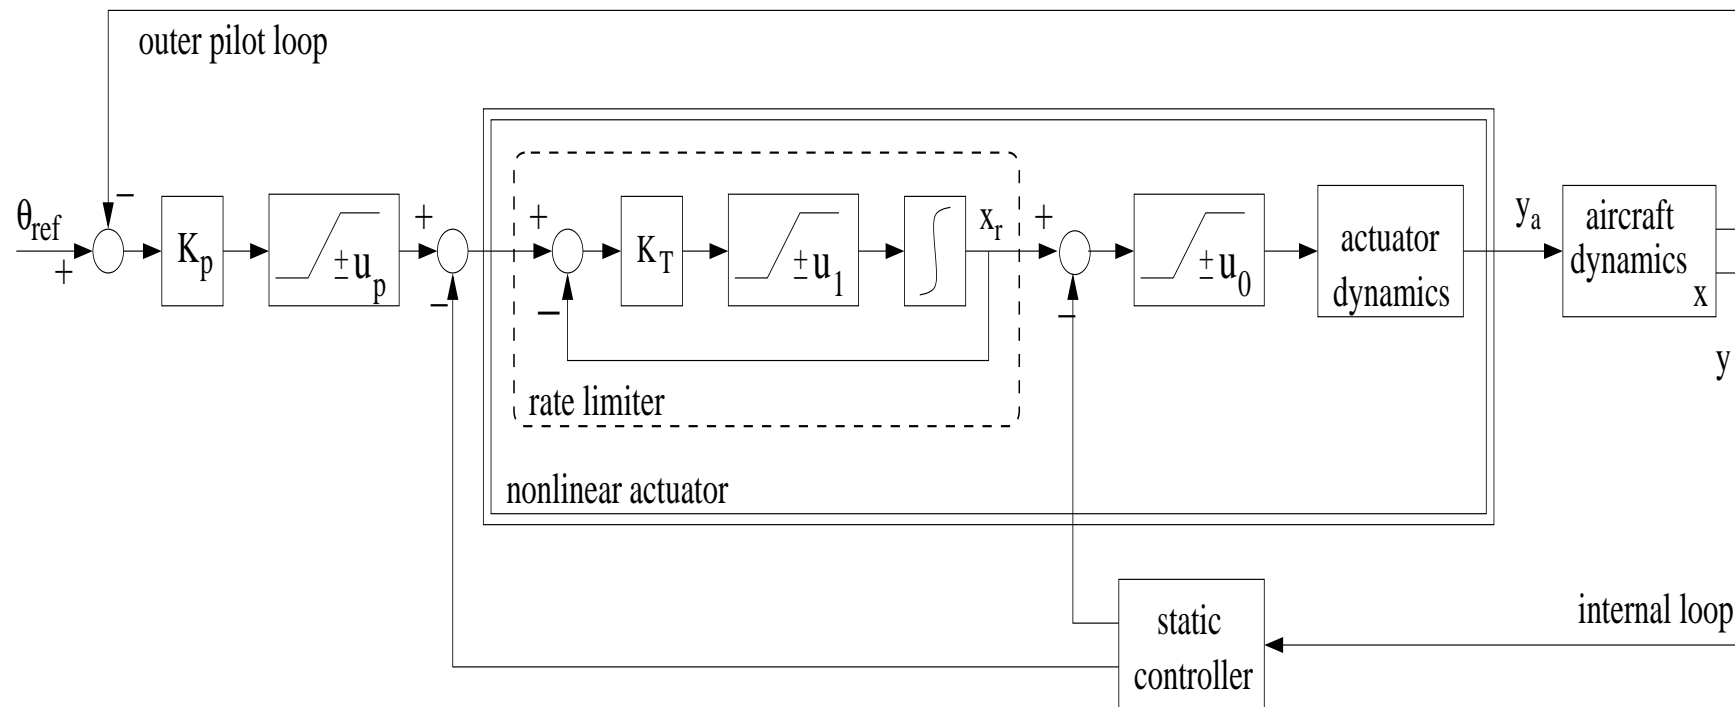 outer pilot loop
θref
+
−
Kp
±up
+
−
+
−
KT
±u1
xr
rate limiter
+
−
±u0
actuator
dynamics
nonlinear actuator
ya
aircraft
dynamics
x
y
static
controller
internal loop